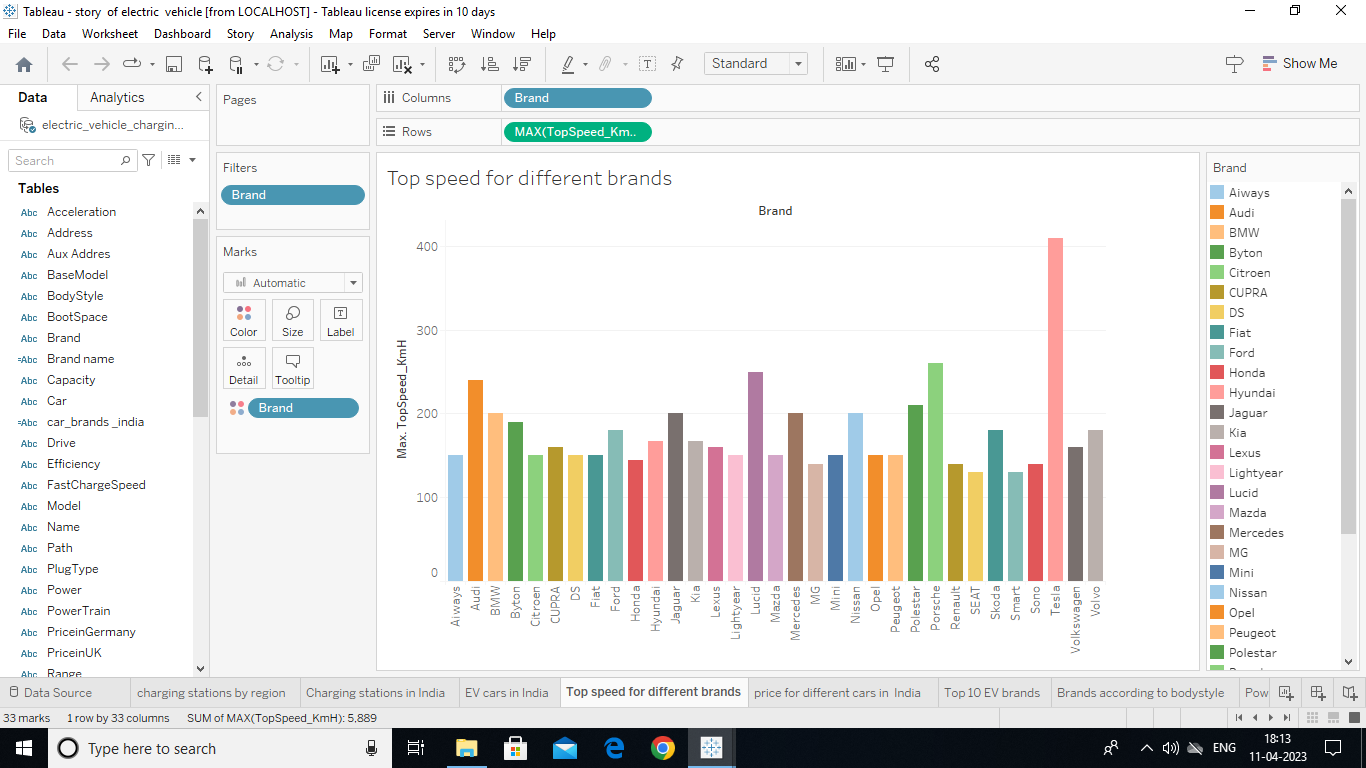 Tableau - story  of electric  vehicle [from LOCALHOST] - Tableau license expires in 10 days
File Data Worksheet Dashboard Story Analysis Map Format Server Window Help
Standard
Show Me
Data Analytics
electric_vehicle_chargin...
Search
Tables
Abc Acceleration
Abc Address
Abc Aux Addres
Abc BaseModel
Abc BodyStyle
Abc BootSpace
Abc Brand
=Abc Brand name
Abc Capacity
Abc Car
=Abc car_brands _india
Abc Drive
Abc Efficiency
Abc FastChargeSpeed
Abc Model
Abc Name
Abc Path
Abc PlugType
Abc Power
Abc PowerTrain
Abc PriceinGermany
Abc PriceinUK
Abc Range
Pages
Filters
Brand
Marks
Automatic
Color Size Label
Detail Tooltip
Brand
Columns Brand
Rows MAX(TopSpeed_Km..
Top speed for different brands
Brand
Max. TopSpeed_KmH
400
300
200
100
0
Aiways Audi BMW Byton Citroen CUPRA DS Fiat Ford Honda Hyundai Jaguar Kia Lexus Lightyear Lucid Mazda Mercedes MG Mini Nissan Opel Peugeot Polestar Porsche Renault SEAT Skoda Smart Sono Tesla Volkswagen Volvo
Brand
Aiways
Audi
BMW
Byton
Citroen
CUPRA
DS
Fiat
Ford
Honda
Hyundai
Jaguar
Kia
Lexus
Lightyear
Lucid
Mazda
Mercedes
MG
Mini
Nissan
Opel
Peugeot
Polestar
Data Source charging stations by region Charging stations in India EV cars in India Top speed for different brands price for different cars in  India Top 10 EV brands Brands according to bodystyle Pow
33 marks 1 row by 33 columns SUM of MAX(TopSpeed_KmH): 5,889
Type here to search
ENG
18:13
11-04-2023